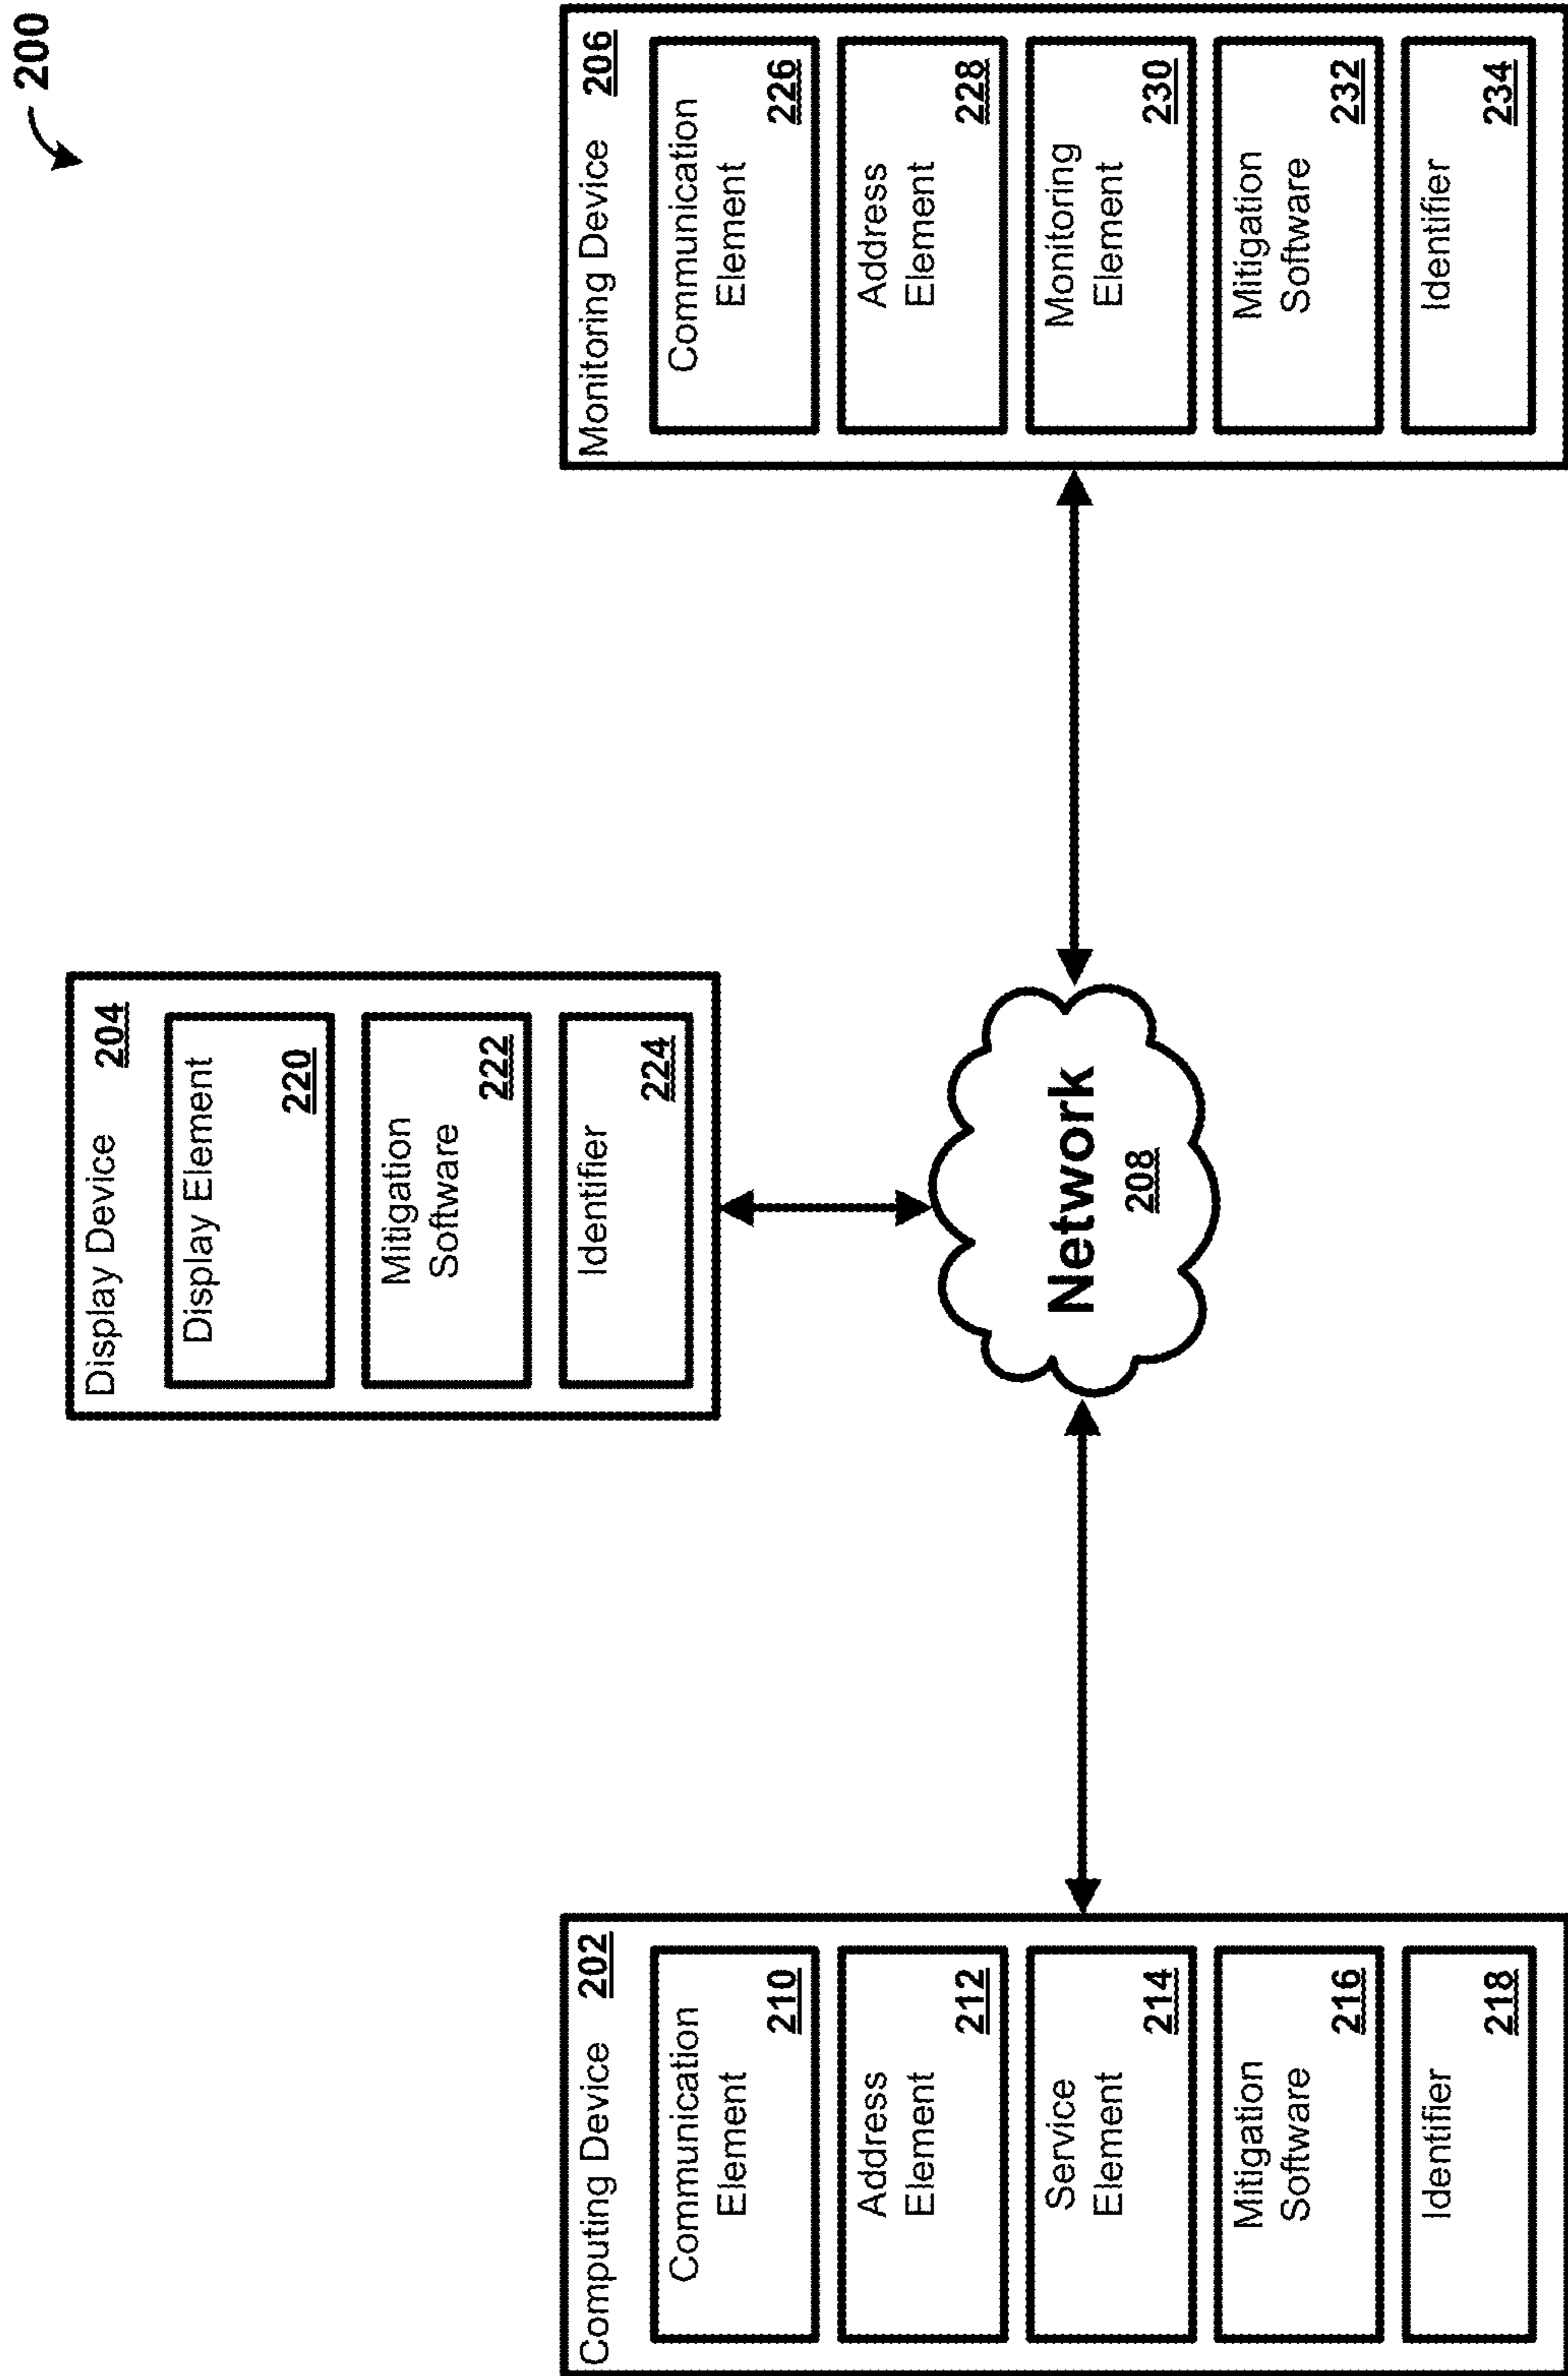 200
Computing Device 202
Communication
Element
210
Address
Element
212
Service
Element
214
Mitigation
Software
216
Identifier
218
Display Device 204
Display Element
220
Mitigation
Software
222
Identifier
224
Network
208
Monitoring Device 206
Communication
Element
226
Address
Element
228
Monitoring
Element
230
Mitigation
Software
232
Identifier
234